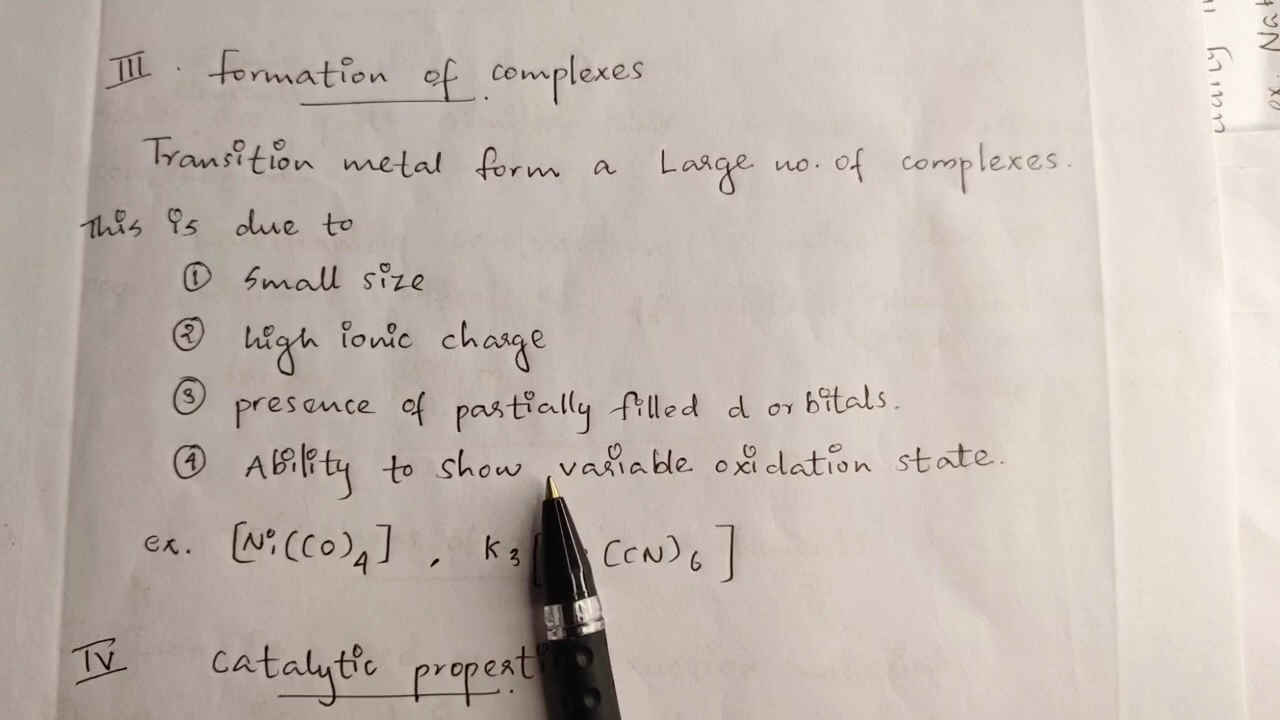 III. formation of complexes
Transition metal form a Large no. of complexes.
This is due to
① Small size
② high ionic charge
③ presence of partially filled d orbitals.
④ Ability to show variable oxidation state.
ex. [Ni(CO)4] , K3[ (CN)6]
IV Catalytic